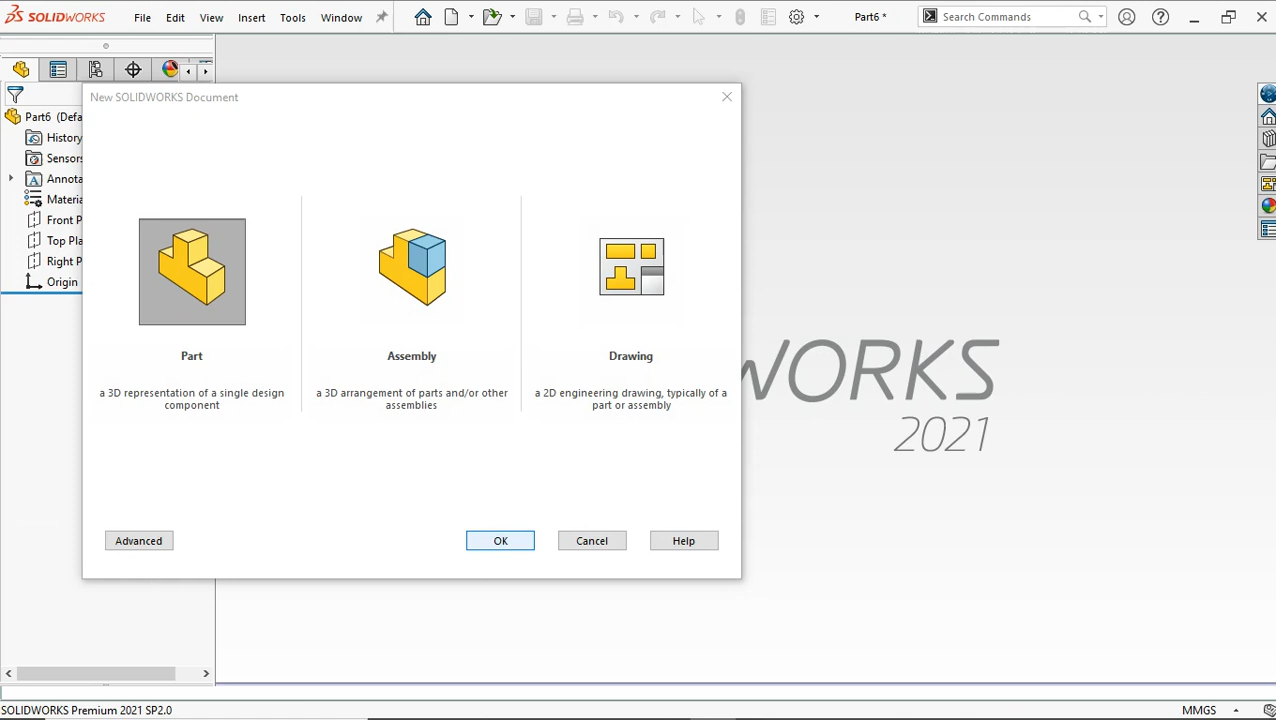 SOLIDWORKS File Edit View Insert Tools Window Part6 * Search Commands
New SOLIDWORKS Document
Part6 (Defa
History
Sensors
Annota
Materia
Front P
Top Pla
Right P
Origin
Part Assembly Drawing
a 3D representation of a single design component
a 3D arrangement of parts and/or other assemblies
a 2D engineering drawing, typically of a part or assembly
WORKS
2021
Advanced OK Cancel Help
SOLIDWORKS Premium 2021 SP2.0 MMGS